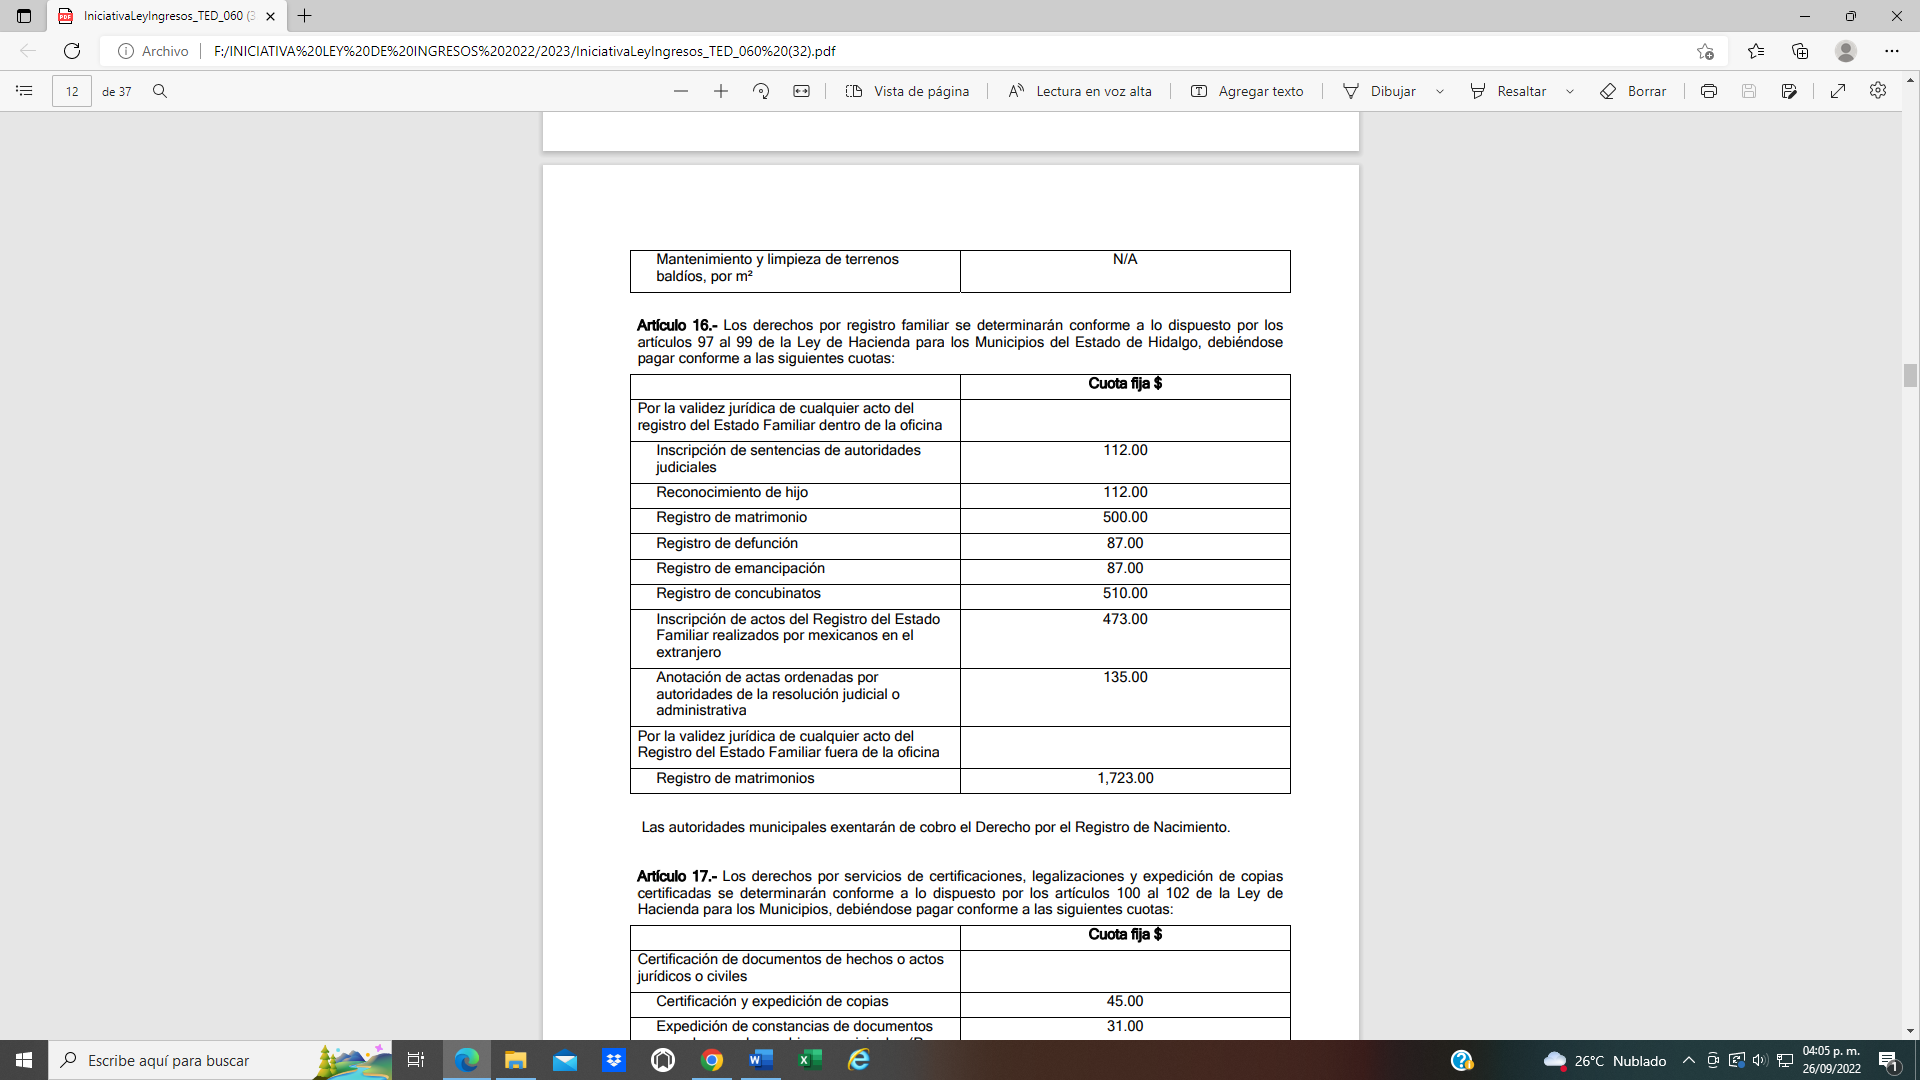 IniciativaLeyIngresos_TED_060 (3
Archivo
F:/INICIATIVA%20LEY%20DE%20INGRESOS%202022/2023/IniciativaLeyIngresos_TED_060%20(32).pdf
12 de 37
Vista de página
Lectura en voz alta
Agregar texto
Dibujar
Resaltar
Borrar
Mantenimiento y limpieza de terrenos
baldíos, por m²
N/A
Artículo 16.- Los derechos por registro familiar se determinarán conforme a lo dispuesto por los
artículos 97 al 99 de la Ley de Hacienda para los Municipios del Estado de Hidalgo, debiéndose
pagar conforme a las siguientes cuotas:
Cuota fija $
Por la validez jurídica de cualquier acto del
registro del Estado Familiar dentro de la oficina
Inscripción de sentencias de autoridades
judiciales
112.00
Reconocimiento de hijo
112.00
Registro de matrimonio
500.00
Registro de defunción
87.00
Registro de emancipación
87.00
Registro de concubinatos
510.00
Inscripción de actos del Registro del Estado
Familiar realizados por mexicanos en el
extranjero
473.00
Anotación de actas ordenadas por
autoridades de la resolución judicial o
administrativa
135.00
Por la validez jurídica de cualquier acto del
Registro del Estado Familiar fuera de la oficina
Registro de matrimonios
1,723.00
Las autoridades municipales exentarán de cobro el Derecho por el Registro de Nacimiento.
Artículo 17.- Los derechos por servicios de certificaciones, legalizaciones y expedición de copias
certificadas se determinarán conforme a lo dispuesto por los artículos 100 al 102 de la Ley de
Hacienda para los Municipios, debiéndose pagar conforme a las siguientes cuotas:
Cuota fija $
Certificación de documentos de hechos o actos
jurídicos o civiles
Certificación y expedición de copias
45.00
Expedición de constancias de documentos
31.00
Escribe aquí para buscar
26°C Nublado
04:05 p. m.
26/09/2022
1